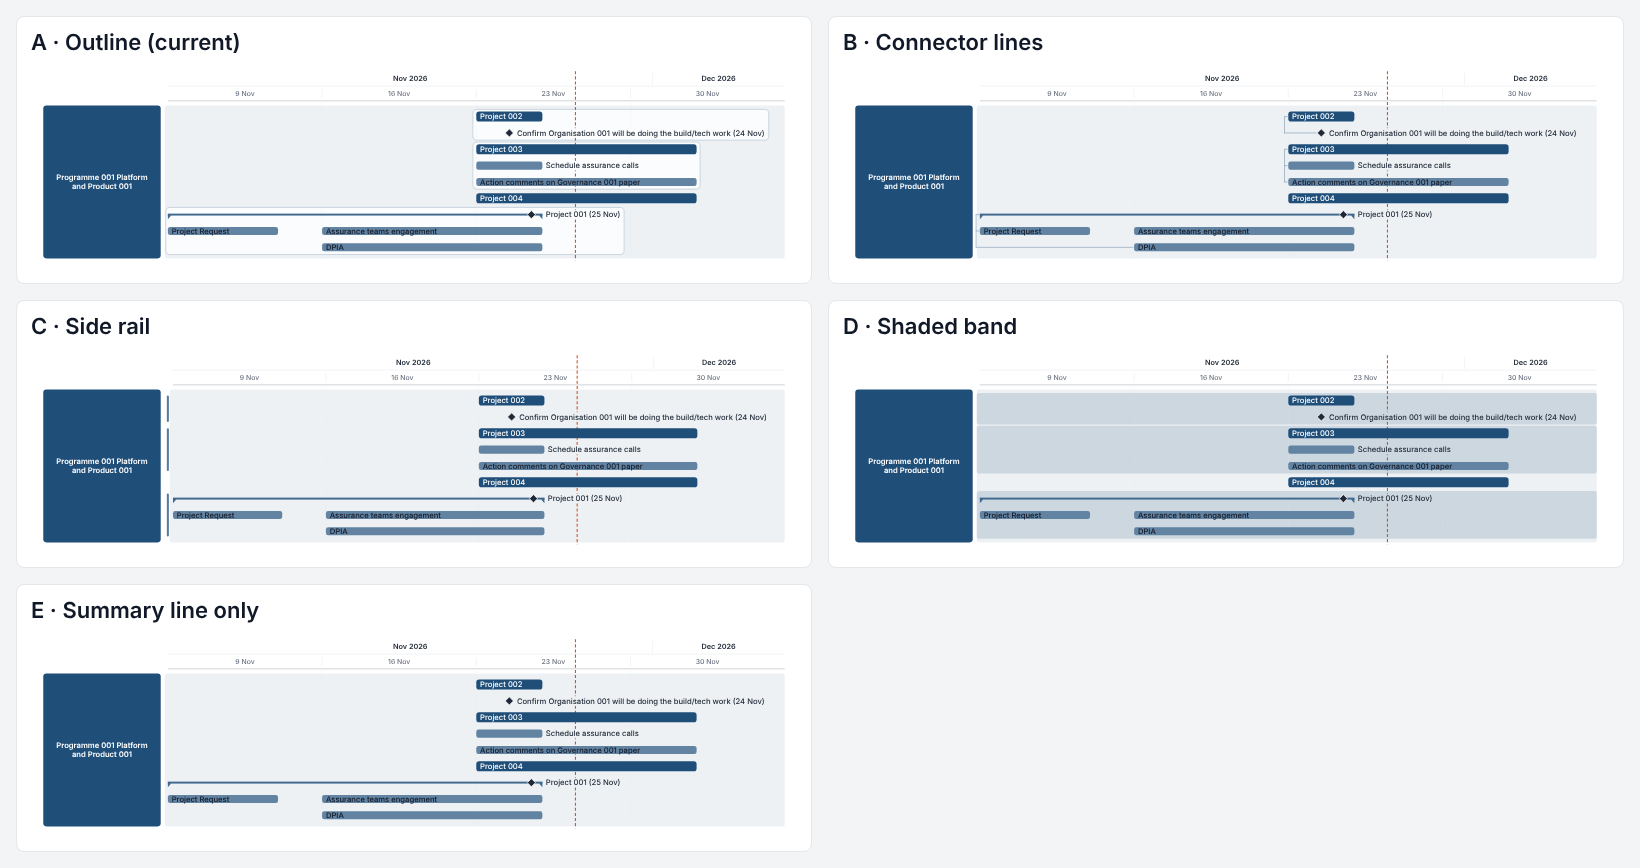 A · Outline (current)
Nov 2026
Dec 2026
9 Nov
16 Nov
23 Nov
30 Nov
Programme 001 Platform
and Product 001
Project 002
Confirm Organisation 001 will be doing the build/tech work (24 Nov)
Project 003
Schedule assurance calls
Action comments on Governance 001 paper
Project 004
Project 001 (25 Nov)
Project Request
Assurance teams engagement
DPIA
B · Connector lines
Nov 2026
Dec 2026
9 Nov
16 Nov
23 Nov
30 Nov
Programme 001 Platform
and Product 001
Project 002
Confirm Organisation 001 will be doing the build/tech work (24 Nov)
Project 003
Schedule assurance calls
Action comments on Governance 001 paper
Project 004
Project 001 (25 Nov)
Project Request
Assurance teams engagement
DPIA
C · Side rail
Nov 2026
Dec 2026
9 Nov
16 Nov
23 Nov
30 Nov
Programme 001 Platform
and Product 001
Project 002
Confirm Organisation 001 will be doing the build/tech work (24 Nov)
Project 003
Schedule assurance calls
Action comments on Governance 001 paper
Project 004
Project 001 (25 Nov)
Project Request
Assurance teams engagement
DPIA
D · Shaded band
Nov 2026
Dec 2026
9 Nov
16 Nov
23 Nov
30 Nov
Programme 001 Platform
and Product 001
Project 002
Confirm Organisation 001 will be doing the build/tech work (24 Nov)
Project 003
Schedule assurance calls
Action comments on Governance 001 paper
Project 004
Project 001 (25 Nov)
Project Request
Assurance teams engagement
DPIA
E · Summary line only
Nov 2026
Dec 2026
9 Nov
16 Nov
23 Nov
30 Nov
Programme 001 Platform
and Product 001
Project 002
Confirm Organisation 001 will be doing the build/tech work (24 Nov)
Project 003
Schedule assurance calls
Action comments on Governance 001 paper
Project 004
Project 001 (25 Nov)
Project Request
Assurance teams engagement
DPIA